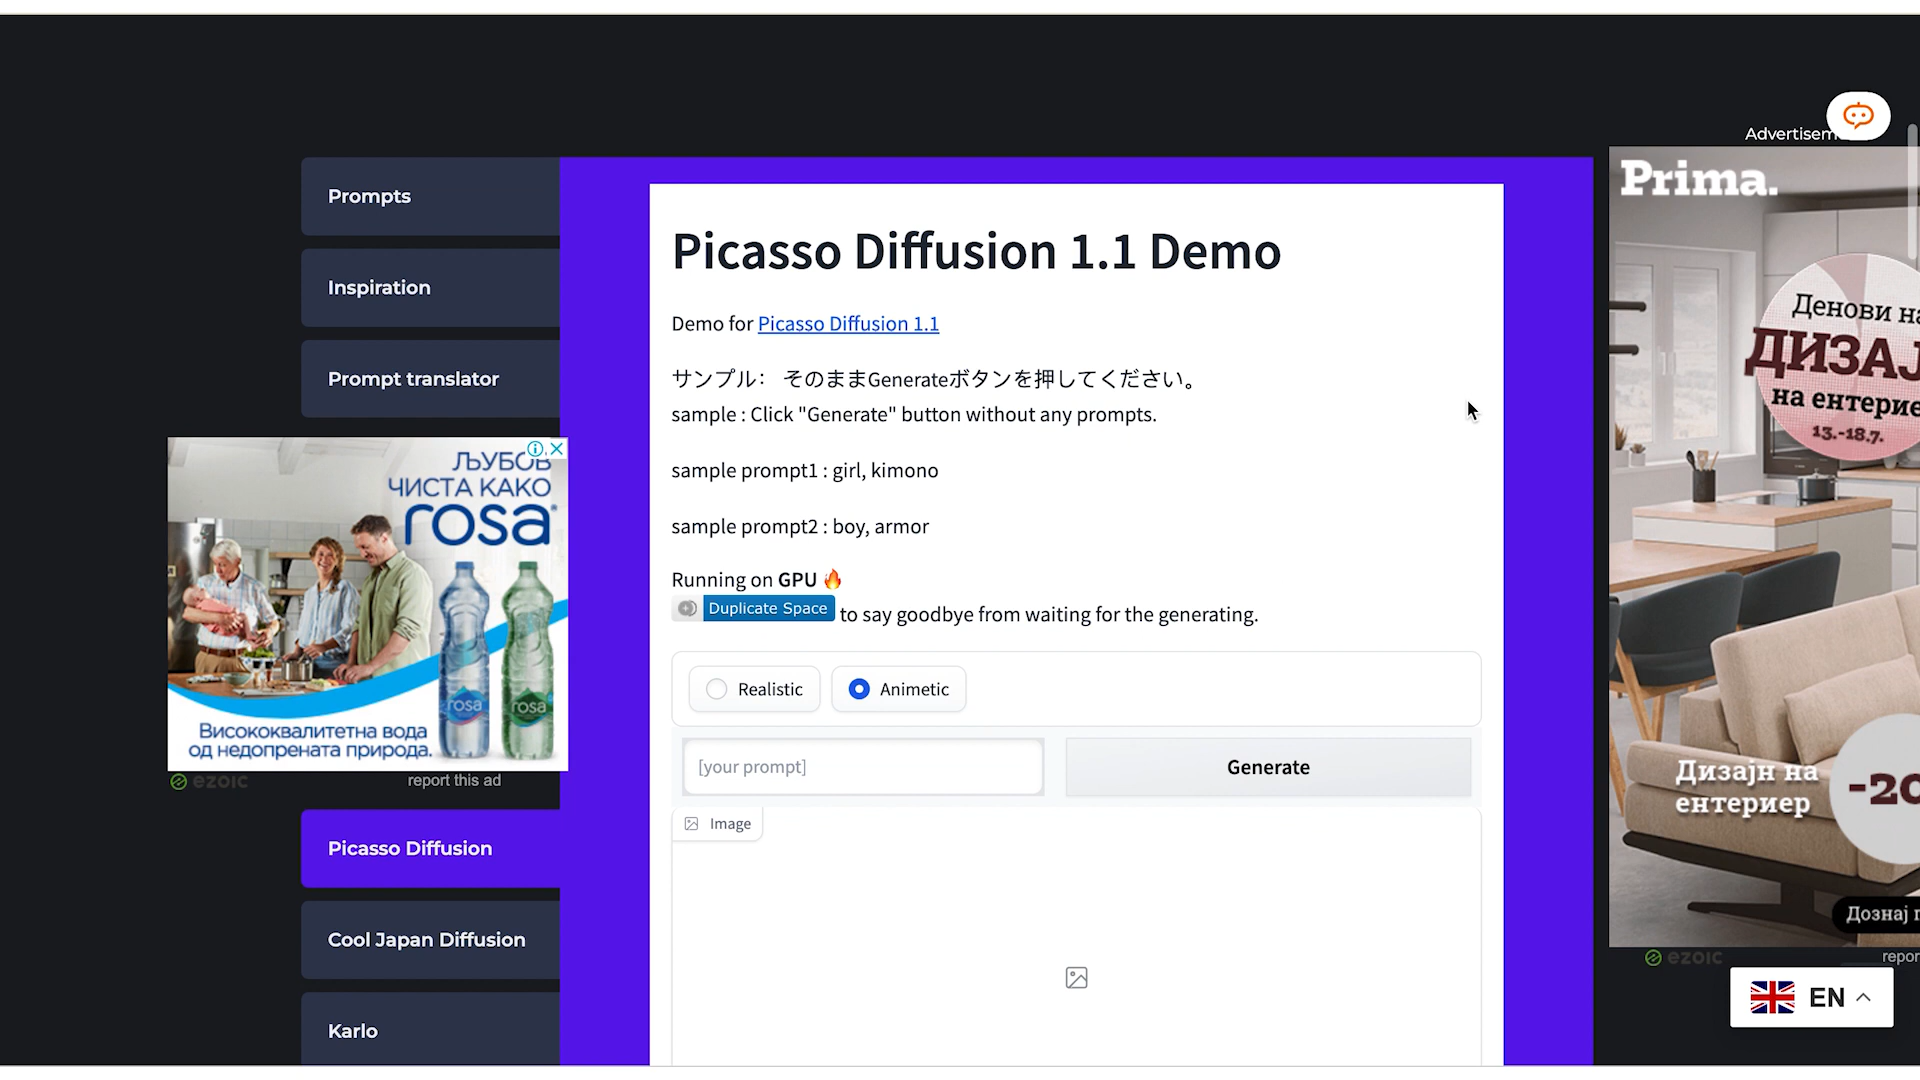 Advertisem
Prompts
Inspiration
Prompt translator
ЉУБОВ
ЧИСТА КАКО
rosa
rosa
rosa
Висококвалитетна вода
од недопрената природа.
ezoic
report this ad
Picasso Diffusion
Cool Japan Diffusion
Karlo
Picasso Diffusion 1.1 Demo
Demo for Picasso Diffusion 1.1
サンプル： そのままGenerateボタンを押してください。
sample : Click "Generate" button without any prompts.
sample prompt1 : girl, kimono
sample prompt2 : boy, armor
Running on GPU 🔥
Duplicate Space to say goodbye from waiting for the generating.
Realistic
Animetic
[your prompt]
Generate
Image
Prima.
Денови на
ДИЗАЈ
на ентерие
13.-18.7.
Дизајн на
ентериер
-20
Дознај п
ezoic
repor
EN